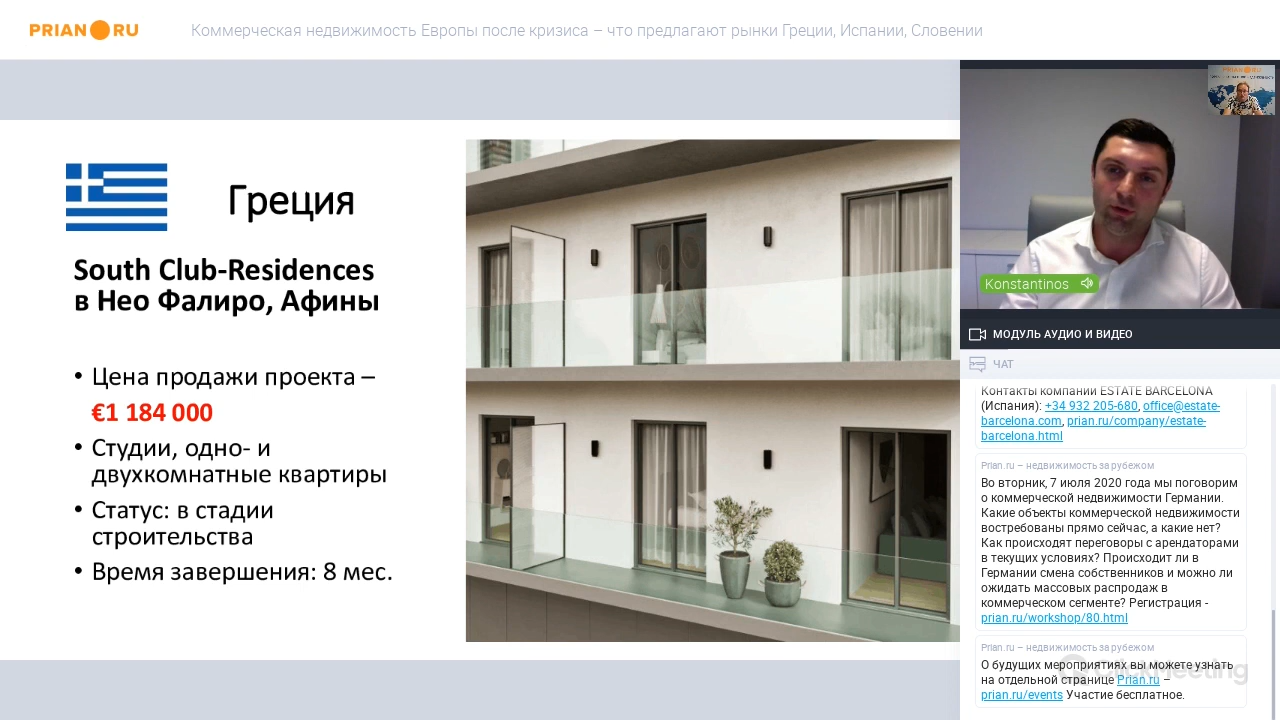 PRIAN RU
Коммерческая недвижимость Европы после кризиса – что предлагают рынки Греции, Испании, Словении
Греция
South Club-Residences
в Нео Фалиро, Афины
• Цена продажи проекта –
€1 184 000
• Студии, одно- и
двухкомнатные квартиры
• Статус: в стадии
строительства
• Время завершения: 8 мес.
PRIAN RU
Konstantinos
МОДУЛЬ АУДИО И ВИДЕО
ЧАТ
Контакты компании ESTATE BARCELONA
(Испания): +34 932 205-680, office@estate-
barcelona.com, prian.ru/company/estate-
barcelona.html
Prian.ru – недвижимость за рубежом
Во вторник, 7 июля 2020 года мы поговорим
о коммерческой недвижимости Германии.
Какие объекты коммерческой недвижимости
востребованы прямо сейчас, а какие нет?
Как происходят переговоры с арендаторами
в текущих условиях? Происходит ли в
Германии смена собственников и можно ли
ожидать массовых распродаж в
коммерческом сегменте? Регистрация -
prian.ru/workshop/80.html
Prian.ru – недвижимость за рубежом
О будущих мероприятиях вы можете узнать
на отдельной странице Prian.ru –
prian.ru/events Участие бесплатное.
ClickMeeting